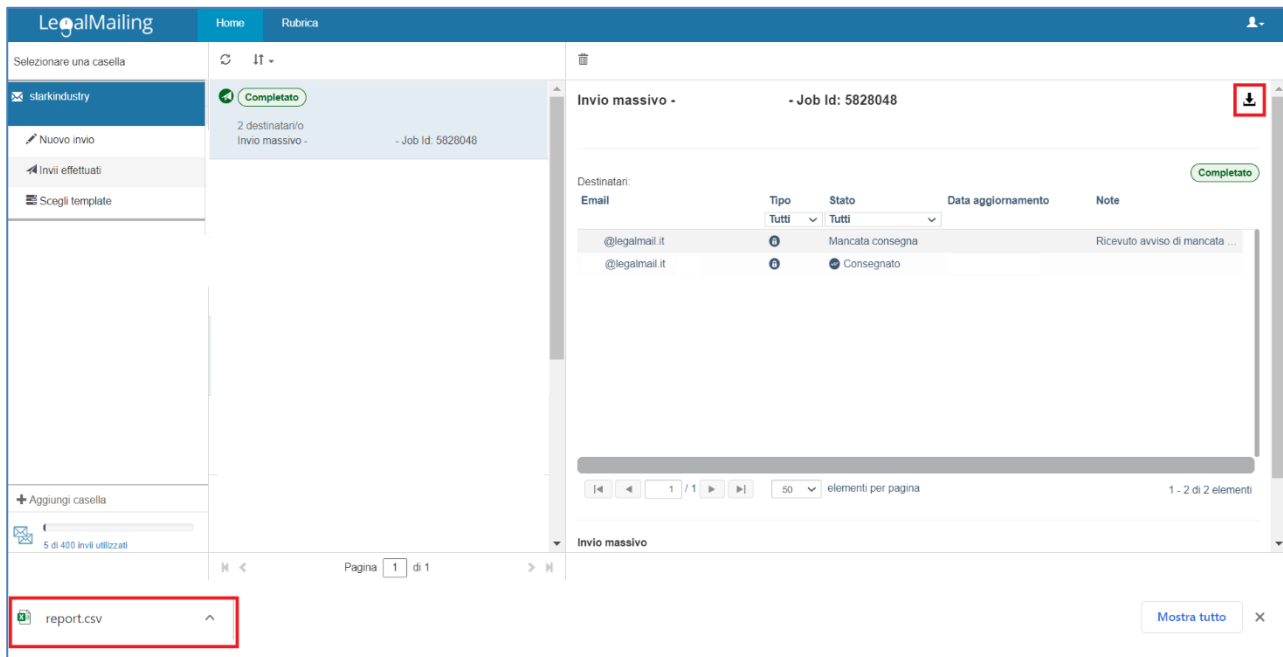 LegalMailing
Home
Rubrica
Selezionare una casella
starkindustry
Nuovo invio
Invii effettuati
Scegli template
Aggiungi casella
5 di 400 invii utilizzati
Completato
2 destinatari/o
Invio massivo - - Job Id: 5828048
Pagina 1 di 1
Invio massivo - - Job Id: 5828048
Completato
Destinatari:
Email Tipo Stato Data aggiornamento Note
Tutti Tutti
@legalmail.it Mancata consegna Ricevuto avviso di mancata ...
@legalmail.it Consegnato
1 / 1 50 elementi per pagina 1 - 2 di 2 elementi
Invio massivo
report.csv
Mostra tutto